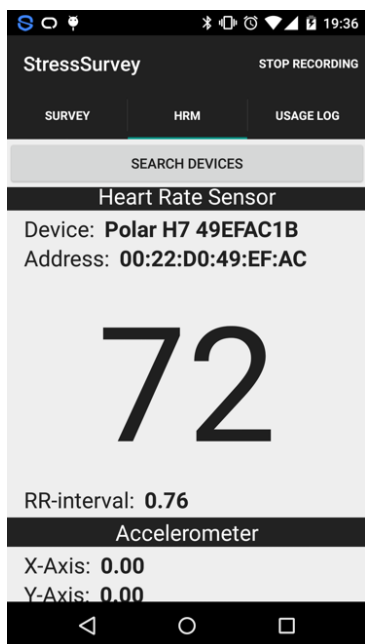 19:36
StressSurvey STOP RECORDING
SURVEY HRM USAGE LOG
SEARCH DEVICES
Heart Rate Sensor
Device: Polar H7 49EFAC1B
Address: 00:22:D0:49:EF:AC
72
RR-interval: 0.76
Accelerometer
X-Axis: 0.00
Y-Axis: 0.00